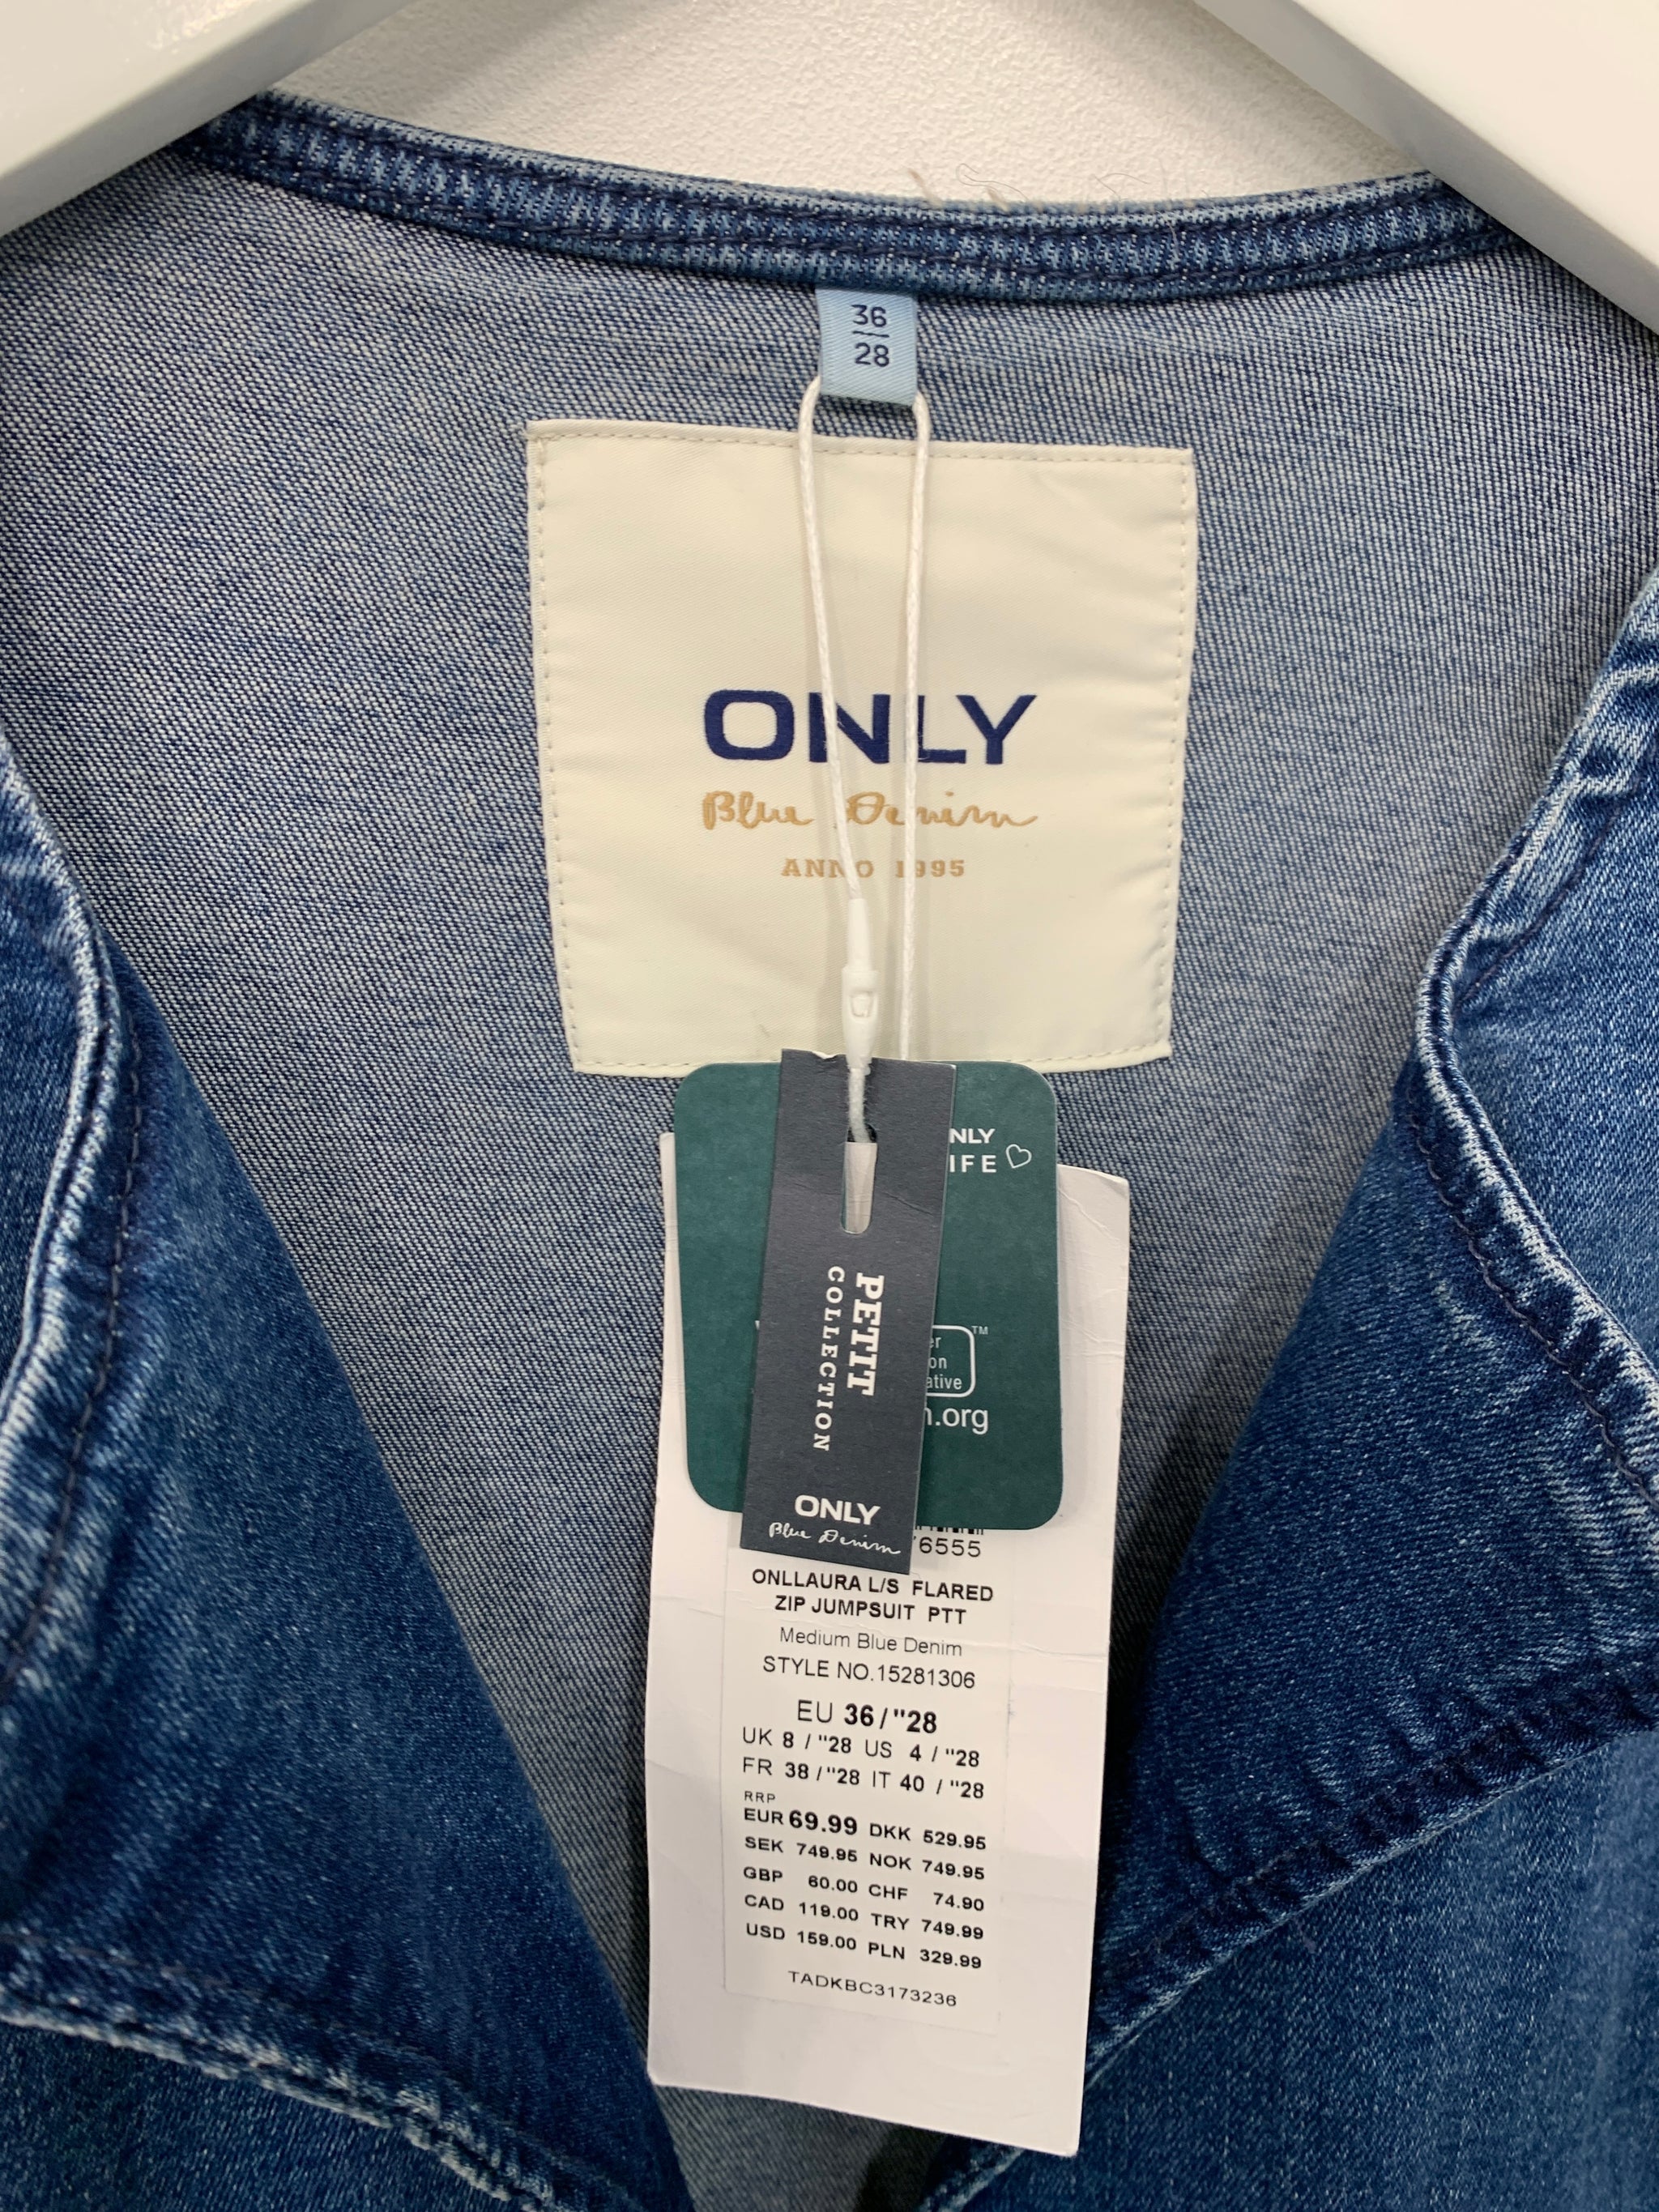 36
28
ONLY
Blue Denim
ANNO 1995
PETIT
COLLECTION
ONLY
Blue Denim
.org
6555
ONLLAURA L/S FLARED
ZIP JUMPSUIT PTT
Medium Blue Denim
STYLE NO.15281306
EU 36/"28
UK 8 / "28 US 4 / "28
FR 38/"28 IT 40 / "28
RRP
EUR 69.99 DKK 529.95
SEK 749.95 NOK 749.95
GBP 60.00 CHF 74.90
CAD 119.00 TRY 749.99
USD 159.00 PLN 329.99
TADKBC3173236